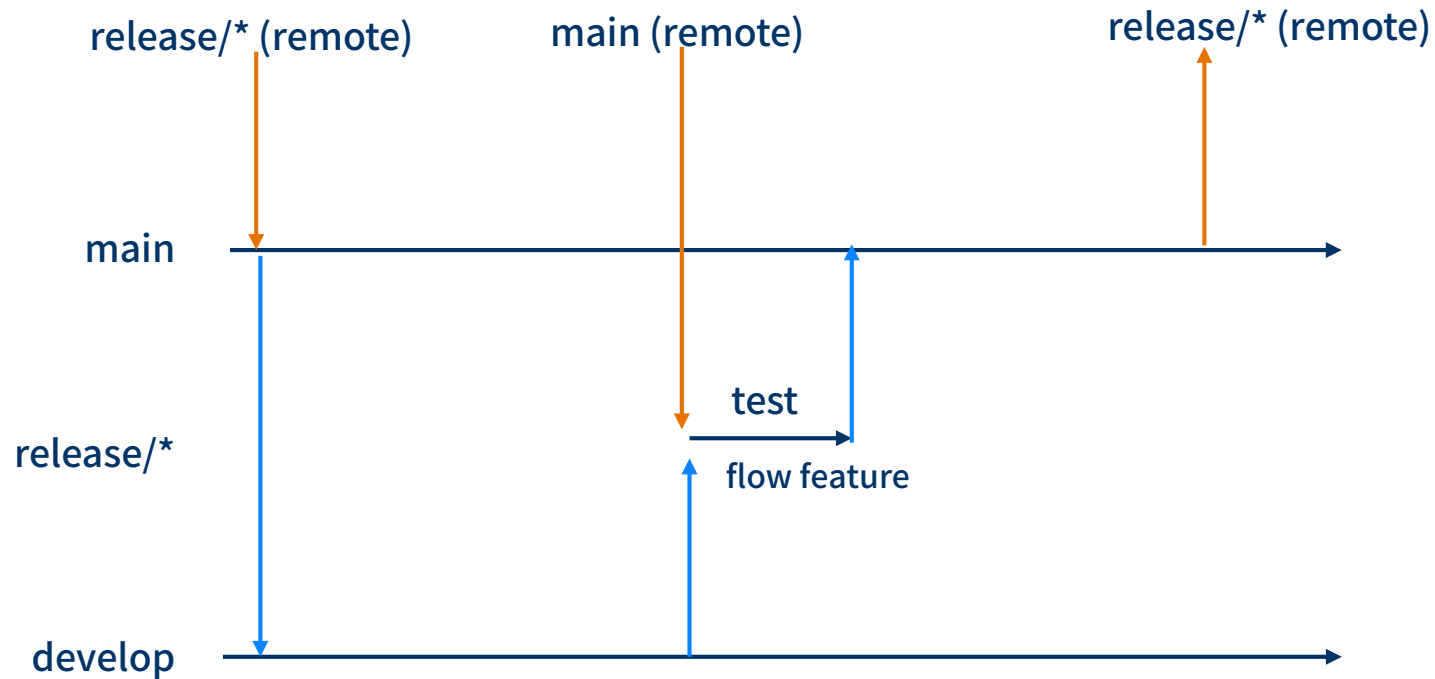 release/* (remote)
main (remote)
release/* (remote)
main
test
release/*
flow feature
develop